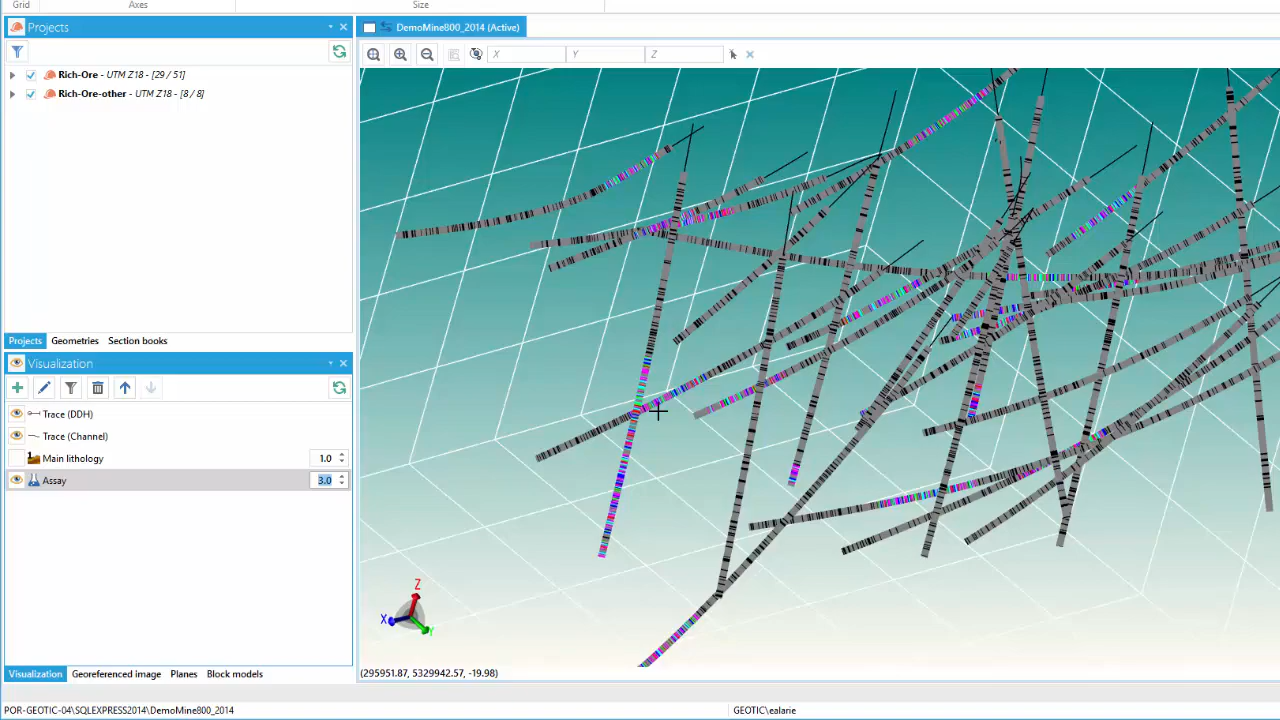 Grid Axes Size
Projects
DemoMine800_2014 (Active)
X Y Z
Rich-Ore - UTM Z18 - [29 / 51]
Rich-Ore-other - UTM Z18 - [8 / 8]
Projects Geometries Section books
Visualization
Trace (DDH)
Trace (Channel)
Main lithology 1.0
Assay 3.0
Z
X
Y
Visualization Georeferenced image Planes Block models
(295951.87, 5329942.57, -19.98)
POR-GEOTIC-04\SQLEXPRESS2014\DemoMine800_2014 GEOTIC\ealarie